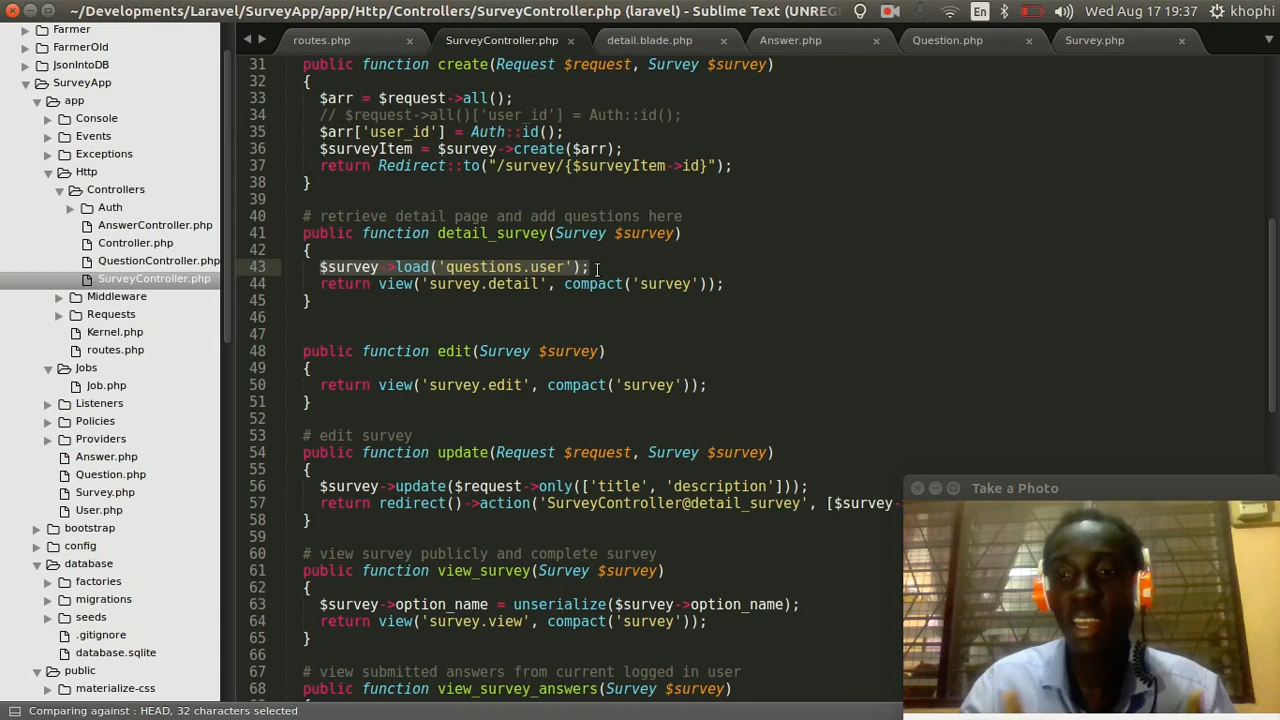 ~/Developments/Laravel/SurveyApp/app/Http/Controllers/SurveyController.php (laravel) - Sublime Text (UNREG
En
Wed Aug 17 19:37
khophi
Farmer
FarmerOld
JsonIntoDB
SurveyApp
app
Console
Events
Exceptions
Http
Controllers
Auth
AnswerController.php
Controller.php
QuestionController.php
SurveyController.php
Middleware
Requests
Kernel.php
routes.php
Jobs
Job.php
Listeners
Policies
Providers
Answer.php
Question.php
Survey.php
User.php
bootstrap
config
database
factories
migrations
seeds
.gitignore
database.sqlite
public
materialize-css
routes.php
SurveyController.php
detail.blade.php
Answer.php
Question.php
Survey.php
31 public function create(Request $request, Survey $survey)
32 {
33 $arr = $request->all();
34 // $request->all()['user_id'] = Auth::id();
35 $arr['user_id'] = Auth::id();
36 $surveyItem = $survey->create($arr);
37 return Redirect::to("/survey/{$surveyItem->id}");
38 }
39
40 # retrieve detail page and add questions here
41 public function detail_survey(Survey $survey)
42 {
43 $survey->load('questions.user');
44 return view('survey.detail', compact('survey'));
45 }
46
47
48 public function edit(Survey $survey)
49 {
50 return view('survey.edit', compact('survey'));
51 }
52
53 # edit survey
54 public function update(Request $request, Survey $survey)
55 {
56 $survey->update($request->only(['title', 'description']));
57 return redirect()->action('SurveyController@detail_survey', [$survey-
58 }
59
60 # view survey publicly and complete survey
61 public function view_survey(Survey $survey)
62 {
63 $survey->option_name = unserialize($survey->option_name);
64 return view('survey.view', compact('survey'));
65 }
66
67 # view submitted answers from current logged in user
68 public function view_survey_answers(Survey $survey)
Take a Photo
Comparing against : HEAD, 32 characters selected